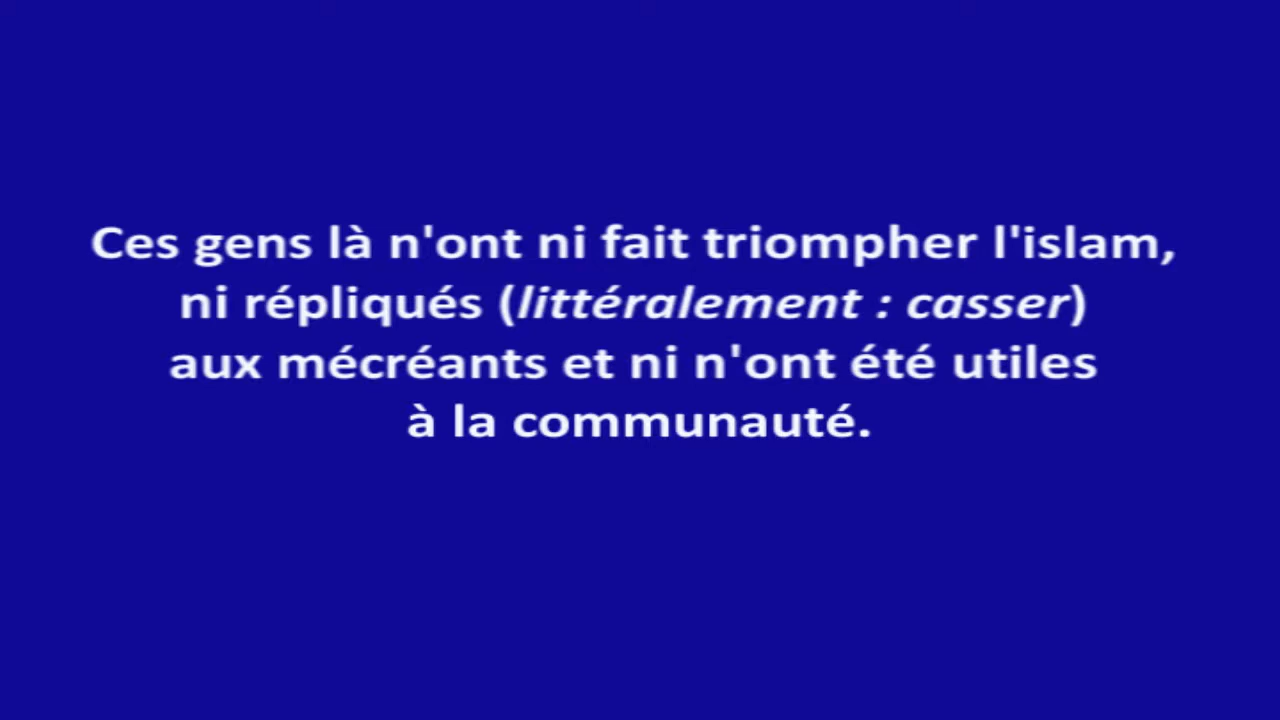 Ces gens là n'ont ni fait triompher l'islam,
ni répliqués (littéralement : casser)
aux mécréants et ni n'ont été utiles
à la communauté.